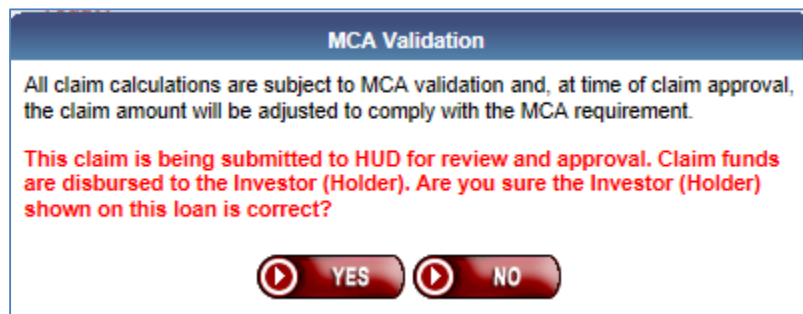 MCA Validation
All claim calculations are subject to MCA validation and, at time of claim approval,
the claim amount will be adjusted to comply with the MCA requirement.
This claim is being submitted to HUD for review and approval. Claim funds
are disbursed to the Investor (Holder). Are you sure the Investor (Holder)
shown on this loan is correct?
YES NO